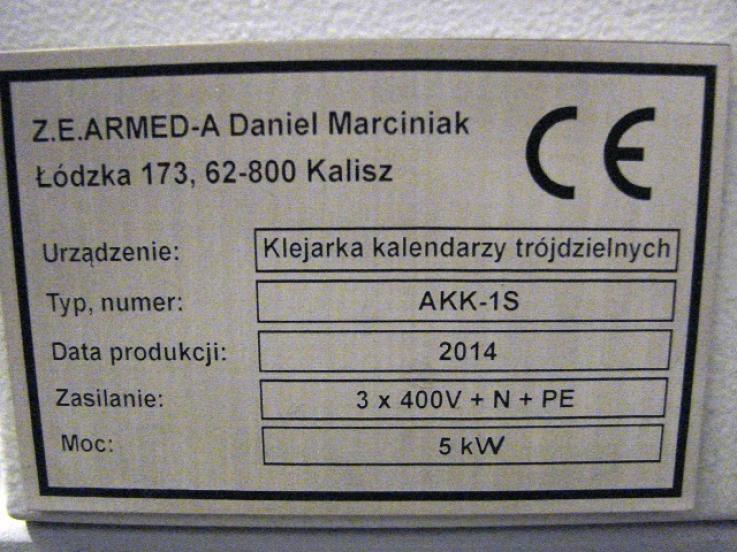 Z.E.ARMED-A Daniel Marciniak
Łódzka 173, 62-800 Kalisz
CE
Urządzenie: Klejarka kalendarzy trójdzielnych
Typ, numer: AKK-1S
Data produkcji: 2014
Zasilanie: 3 x 400V + N + PE
Moc: 5 kW